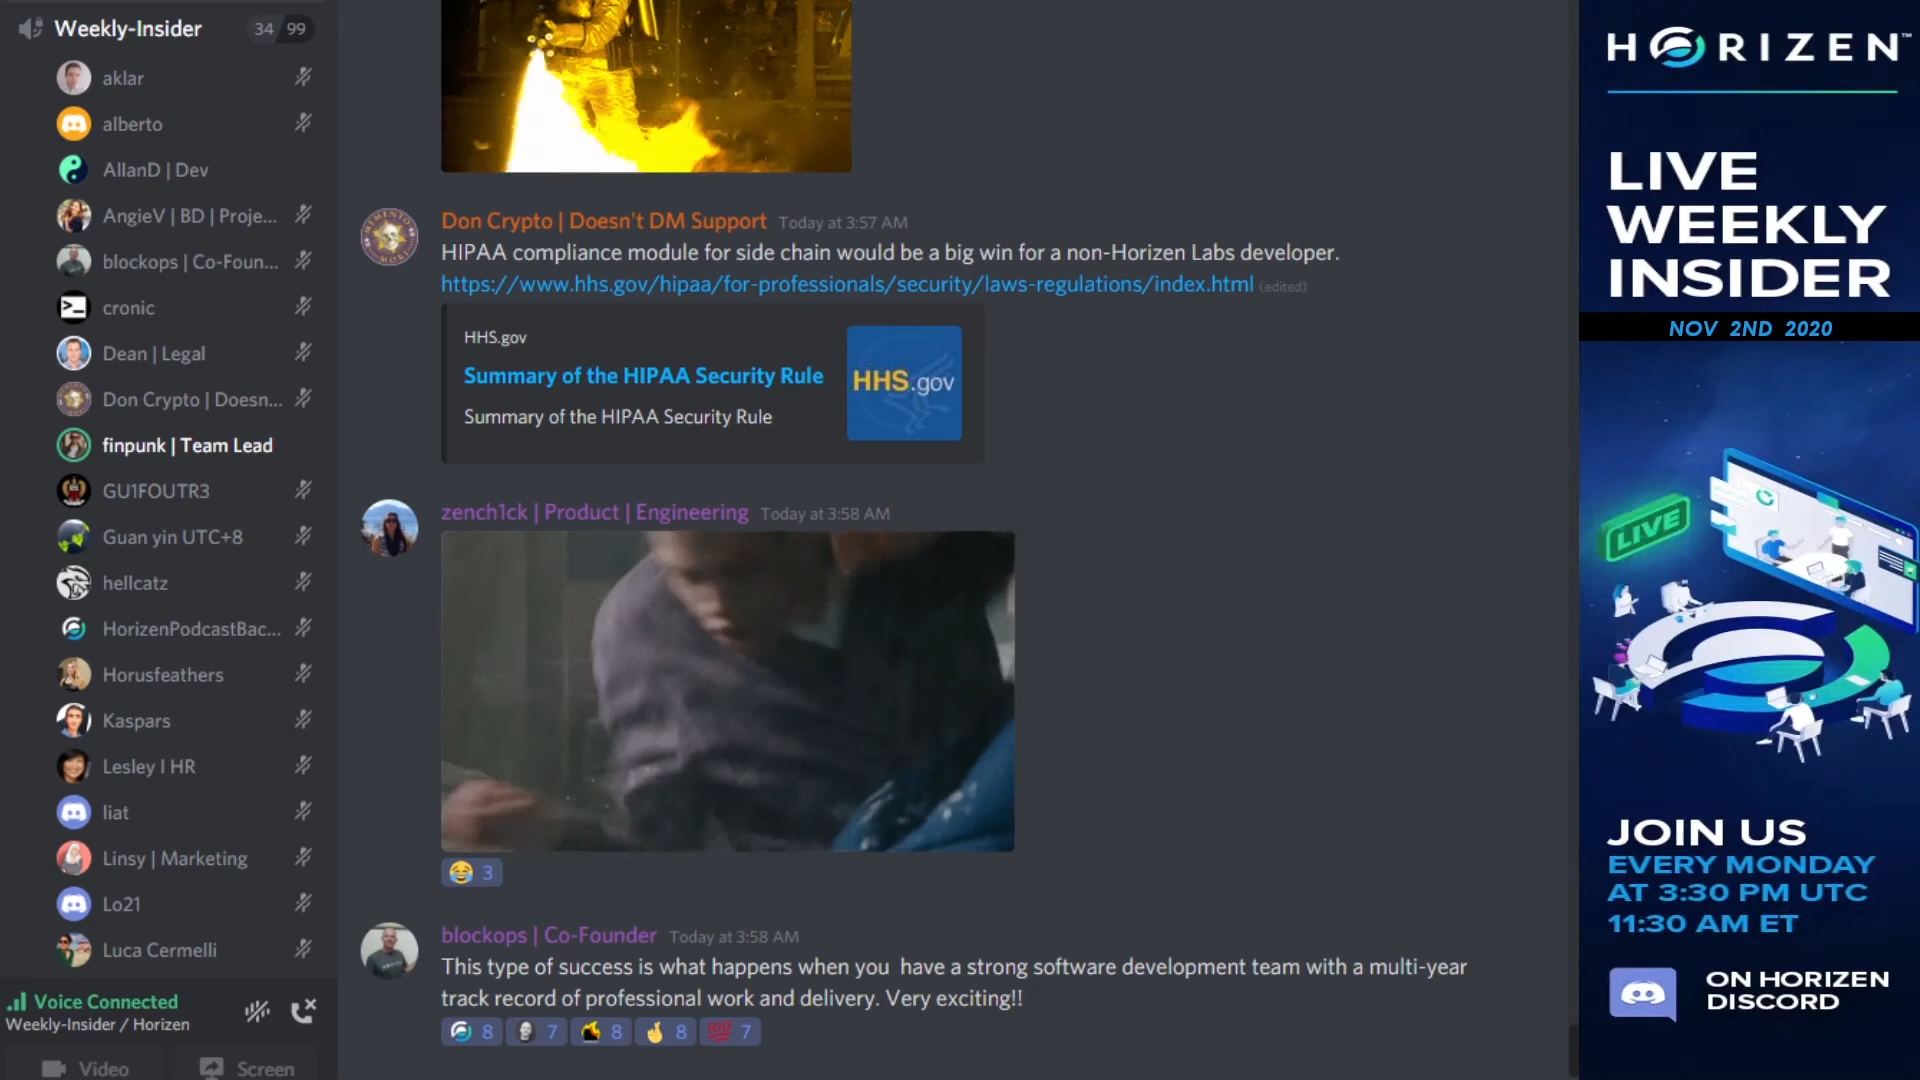 Weekly-Insider 34 99
aklar
alberto
AllanD | Dev
AngieV | BD | Proje...
blockops | Co-Foun...
cronic
Dean | Legal
Don Crypto | Doesn...
finpunk | Team Lead
GU1FOUTR3
Guan yin UTC+8
hellcatz
HorizenPodcastBac...
Horusfeathers
Kaspars
Lesley I HR
liat
Linsy | Marketing
Lo21
Luca Cermelli
Voice Connected
Weekly-Insider / Horizen
Video Screen
Don Crypto | Doesn't DM Support Today at 3:57 AM
HIPAA compliance module for side chain would be a big win for a non-Horizen Labs developer.
https://www.hhs.gov/hipaa/for-professionals/security/laws-regulations/index.html (edited)
HHS.gov
Summary of the HIPAA Security Rule
Summary of the HIPAA Security Rule
HHS.gov
zench1ck | Product | Engineering Today at 3:58 AM
3
blockops | Co-Founder Today at 3:58 AM
This type of success is what happens when you have a strong software development team with a multi-year
track record of professional work and delivery. Very exciting!!
8 7 8 8 100 7
HORIZEN™
LIVE
WEEKLY
INSIDER
NOV 2ND 2020
LIVE
JOIN US
EVERY MONDAY
AT 3:30 PM UTC
11:30 AM ET
ON HORIZEN
DISCORD